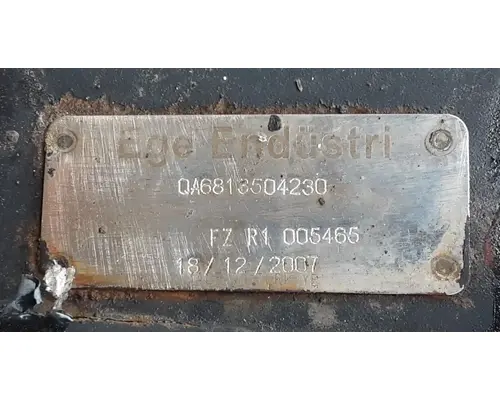 Ege Endüstri
QA6813504230
FZ R1 005465
18/12/2007